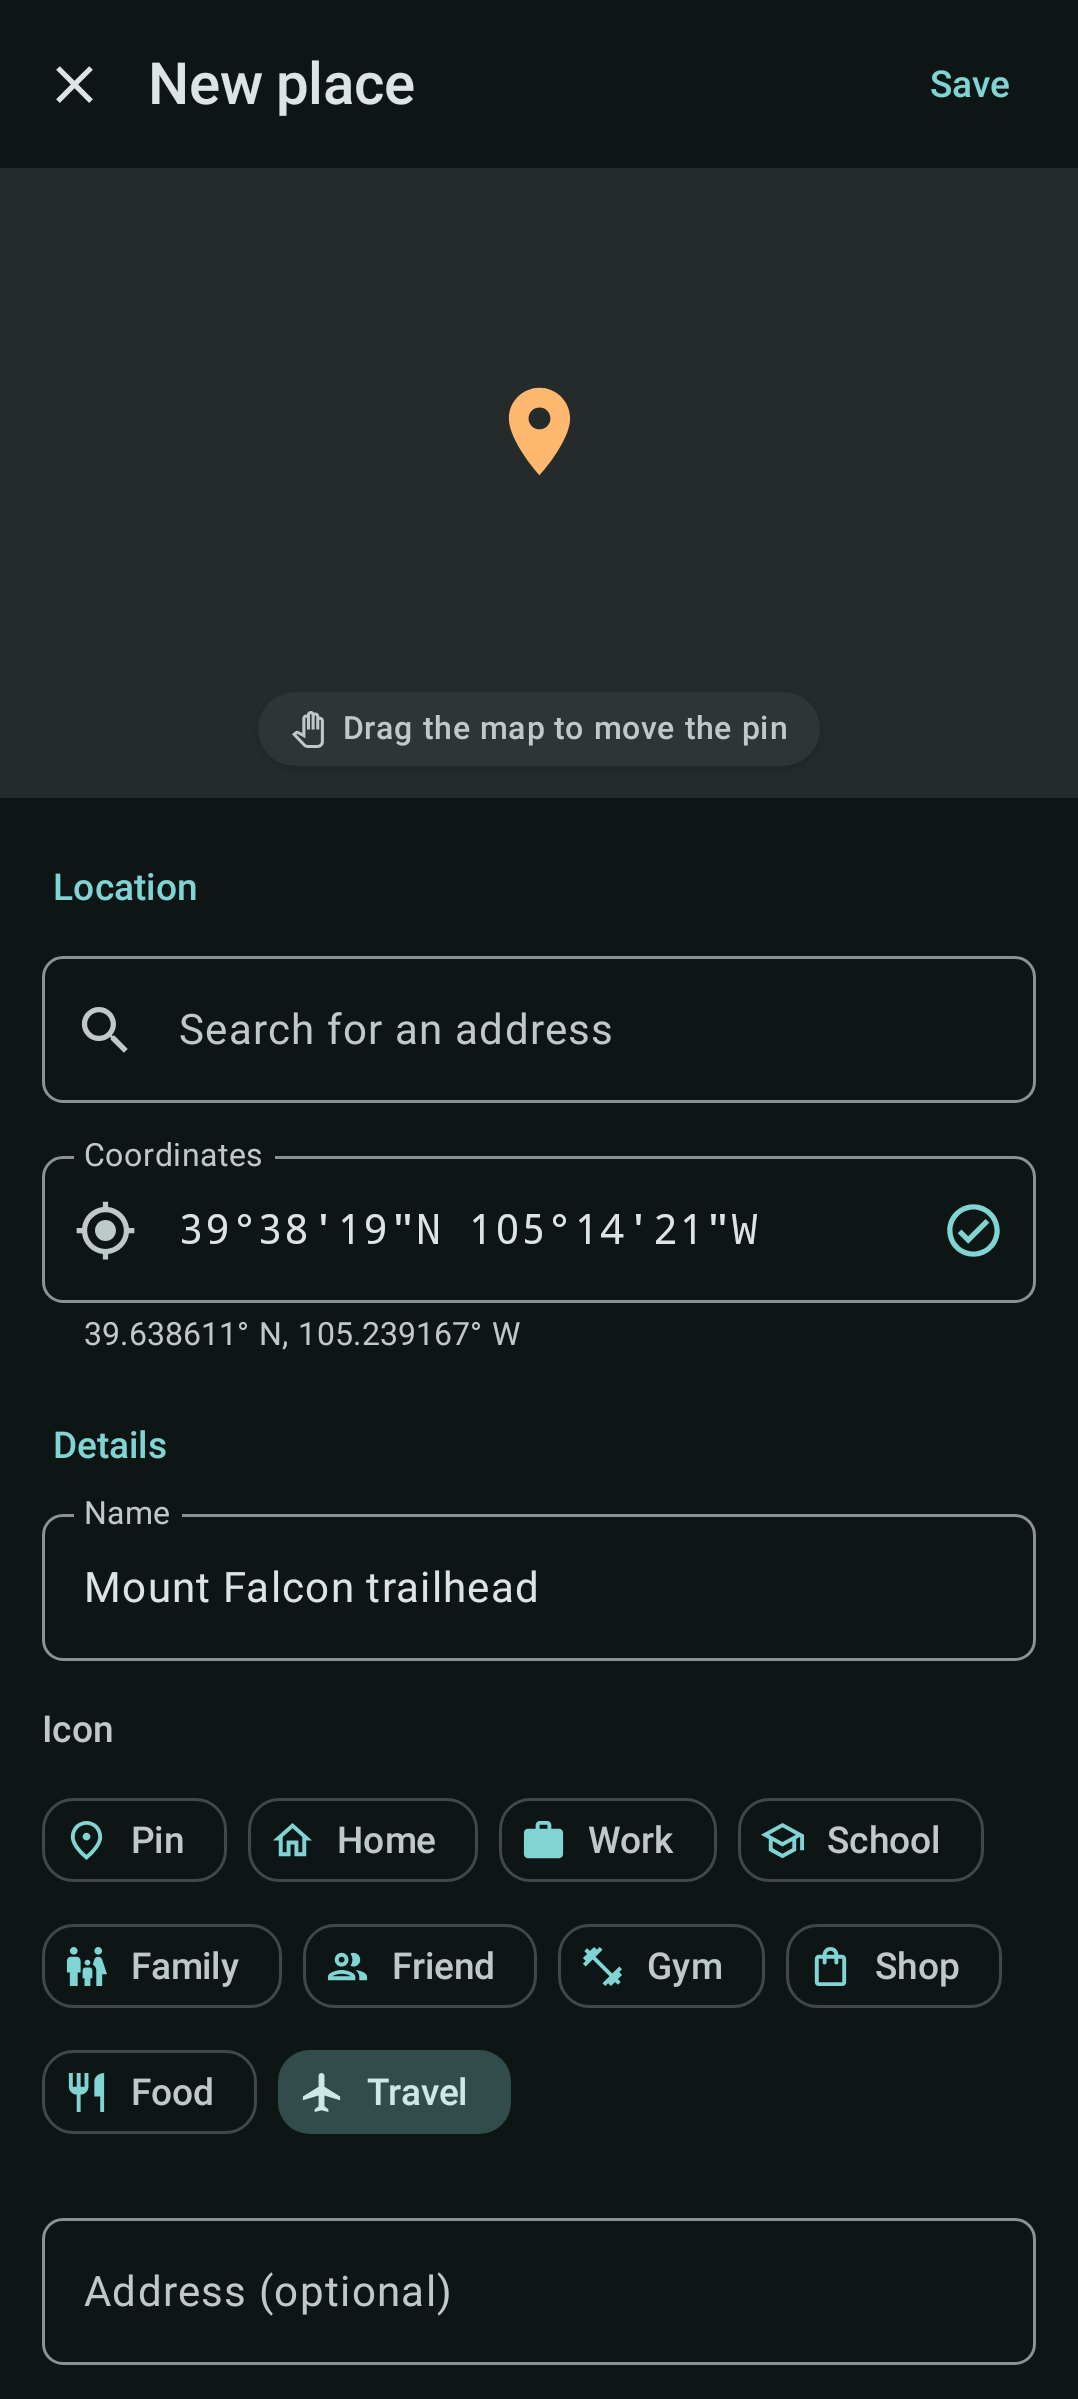 New place
Save
Drag the map to move the pin
Location
Search for an address
Coordinates
39°38'19"N 105°14'21"W
39.638611° N, 105.239167° W
Details
Name
Mount Falcon trailhead
Icon
Pin Home Work School
Family Friend Gym Shop
Food Travel
Address (optional)